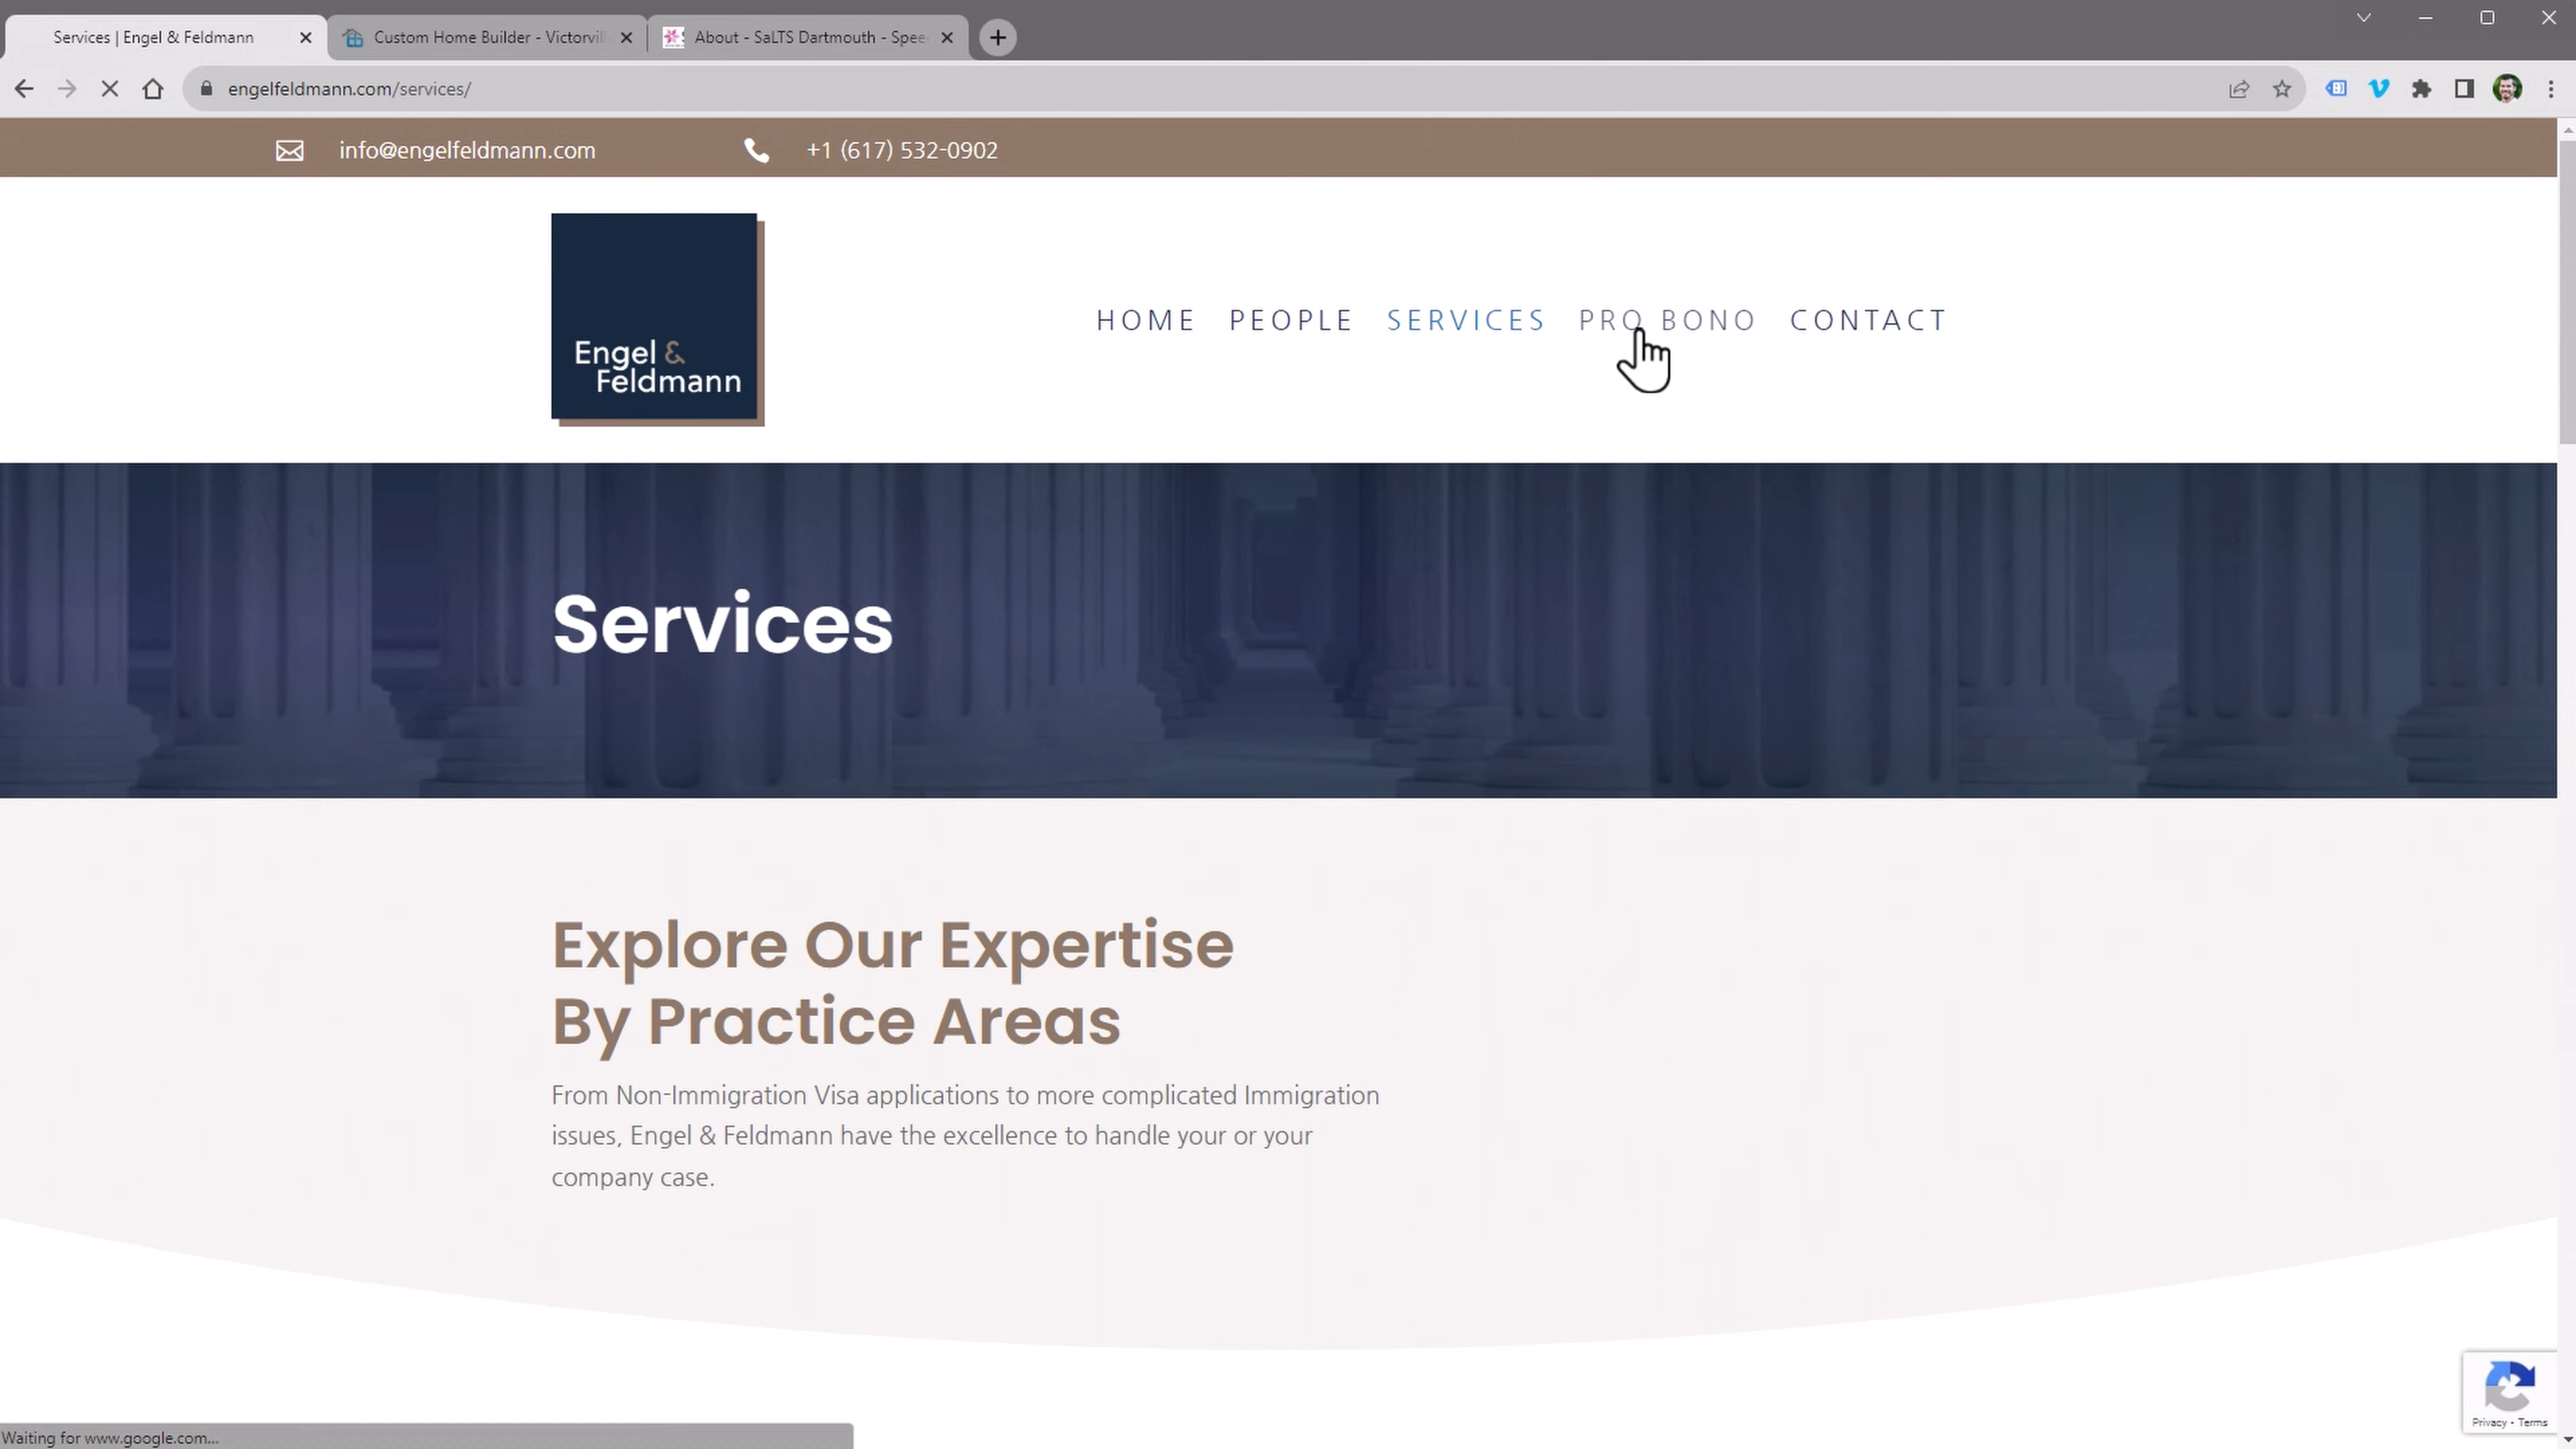 Services | Engel & Feldmann
Custom Home Builder - Victorvill
About - SaLTS Dartmouth - Spee
engelfeldmann.com/services/
info@engelfeldmann.com
+1 (617) 532-0902
Engel &
Feldmann
HOME PEOPLE SERVICES PRO BONO CONTACT
Services
Explore Our Expertise
By Practice Areas
From Non-Immigration Visa applications to more complicated Immigration
issues, Engel & Feldmann have the excellence to handle your or your
company case.
Privacy - Terms
Waiting for www.google.com...